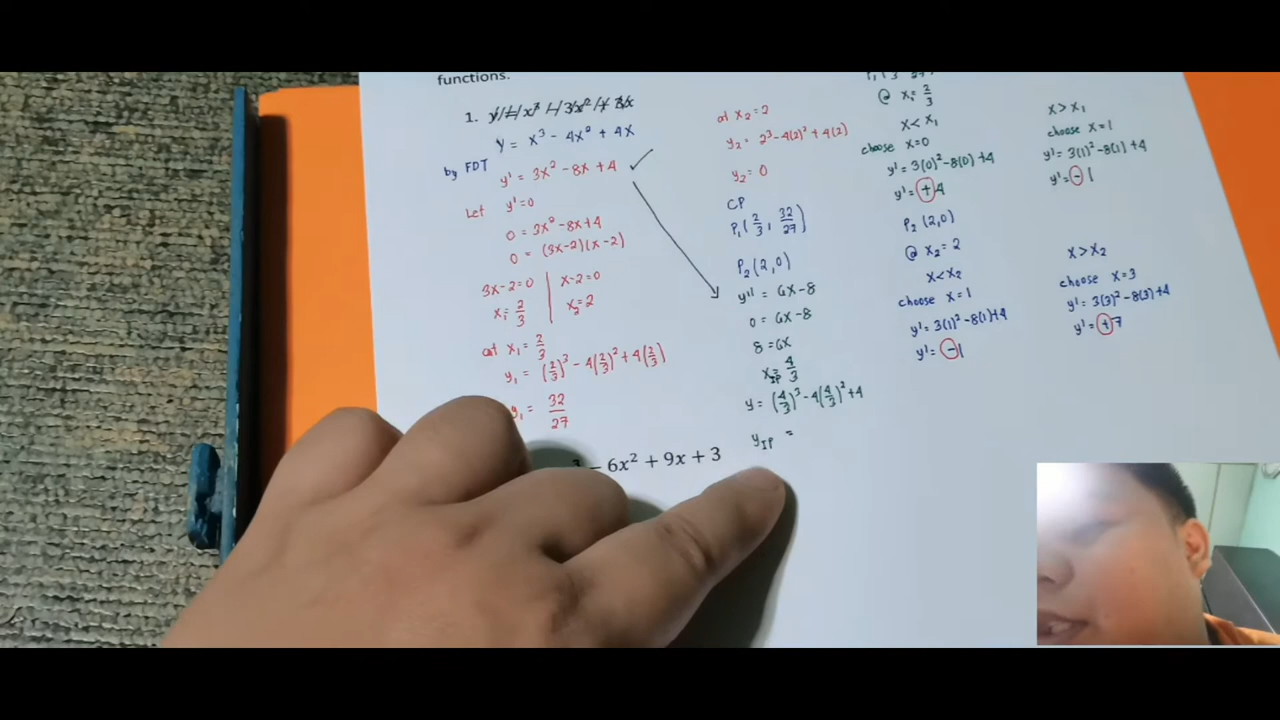 functions.
1. y = x³ - 3x² + 3x
y = x³ - 4x² + 4x
by FDT
y' = 3x² - 8x + 4
Let y' = 0
0 = 3x² - 8x + 4
0 = (3x-2)(x-2)
3x-2=0 | x-2=0
x₁ = 2/3 | x₂ = 2
at x₁ = 2/3
y₁ = (2/3)³ - 4(2/3)² + 4(2/3)
y₁ = 32/27
- 6x² + 9x + 3
at x₂ = 2
y₂ = 2³ - 4(2)² + 4(2)
y₂ = 0
CP
P₁(2/3, 32/27)
P₂(2,0)
y'' = 6x-8
0 = 6x-8
8 = 6x
x_IP = 4/3
y = (4/3)³ - 4(4/3)² + 4
y_IP =
@ x₁ = 2/3
x < x₁
choose x=0
y' = 3(0)² - 8(0) + 4
y' = +4
P₂(2,0)
@ x₂ = 2
x < x₂
choose x=1
y' = 3(1)² - 8(1) + 4
y' = -1
x > x₁
choose x=1
y' = 3(1)² - 8(1) + 4
y' = -1
x > x₂
choose x=3
y' = 3(3)² - 8(3) + 4
y' = +7